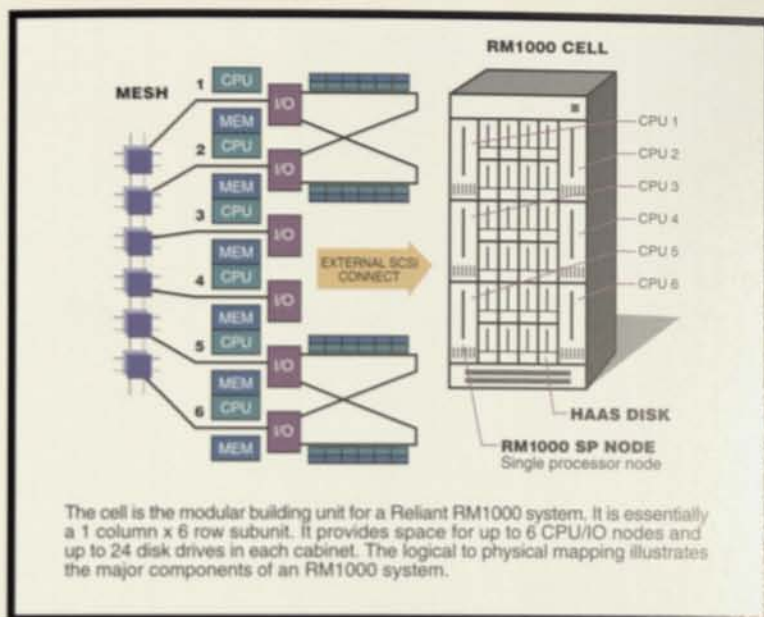 RM1000 CELL
MESH
1
CPU
I/O
MEM
2
CPU
I/O
MEM
3
CPU
I/O
MEM
4
CPU
I/O
MEM
5
CPU
I/O
MEM
6
CPU
I/O
MEM
EXTERNAL SCSI
CONNECT
CPU 1
CPU 2
CPU 3
CPU 4
CPU 5
CPU 6
HAAS DISK
RM1000 SP NODE
Single processor node
The cell is the modular building unit for a Reliant RM1000 system. It is essentially
a 1 column x 6 row subunit. It provides space for up to 6 CPU/IO nodes and
up to 24 disk drives in each cabinet. The logical to physical mapping illustrates
the major components of an RM1000 system.